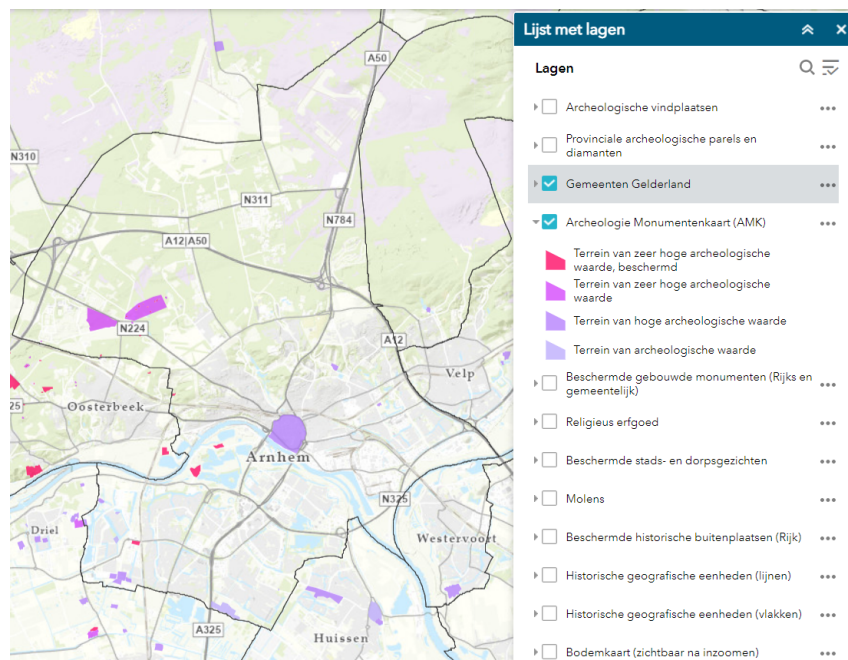 Lijst met lagen
Lagen
Archeologische vindplaatsen
Provinciale archeologische parels en
diamanten
Gemeenten Gelderland
Archeologie Monumentenkaart (AMK)
Terrein van zeer hoge archeologische
waarde, beschermd
Terrein van zeer hoge archeologische
waarde
Terrein van hoge archeologische waarde
Terrein van archeologische waarde
Beschermde gebouwde monumenten (Rijks en
gemeentelijk)
Religieus erfgoed
Beschermde stads- en dorpsgezichten
Molens
Beschermde historische buitenplaatsen (Rijk)
Historische geografische eenheden (lijnen)
Historische geografische eenheden (vlakken)
Bodemkaart (zichtbaar na inzoomen)
A50
N310
N311
N784
A12|A50
N224
A12
Velp
25
Oosterbeek
Arnhem
N325
Driel
Westervoort
A325
Huissen